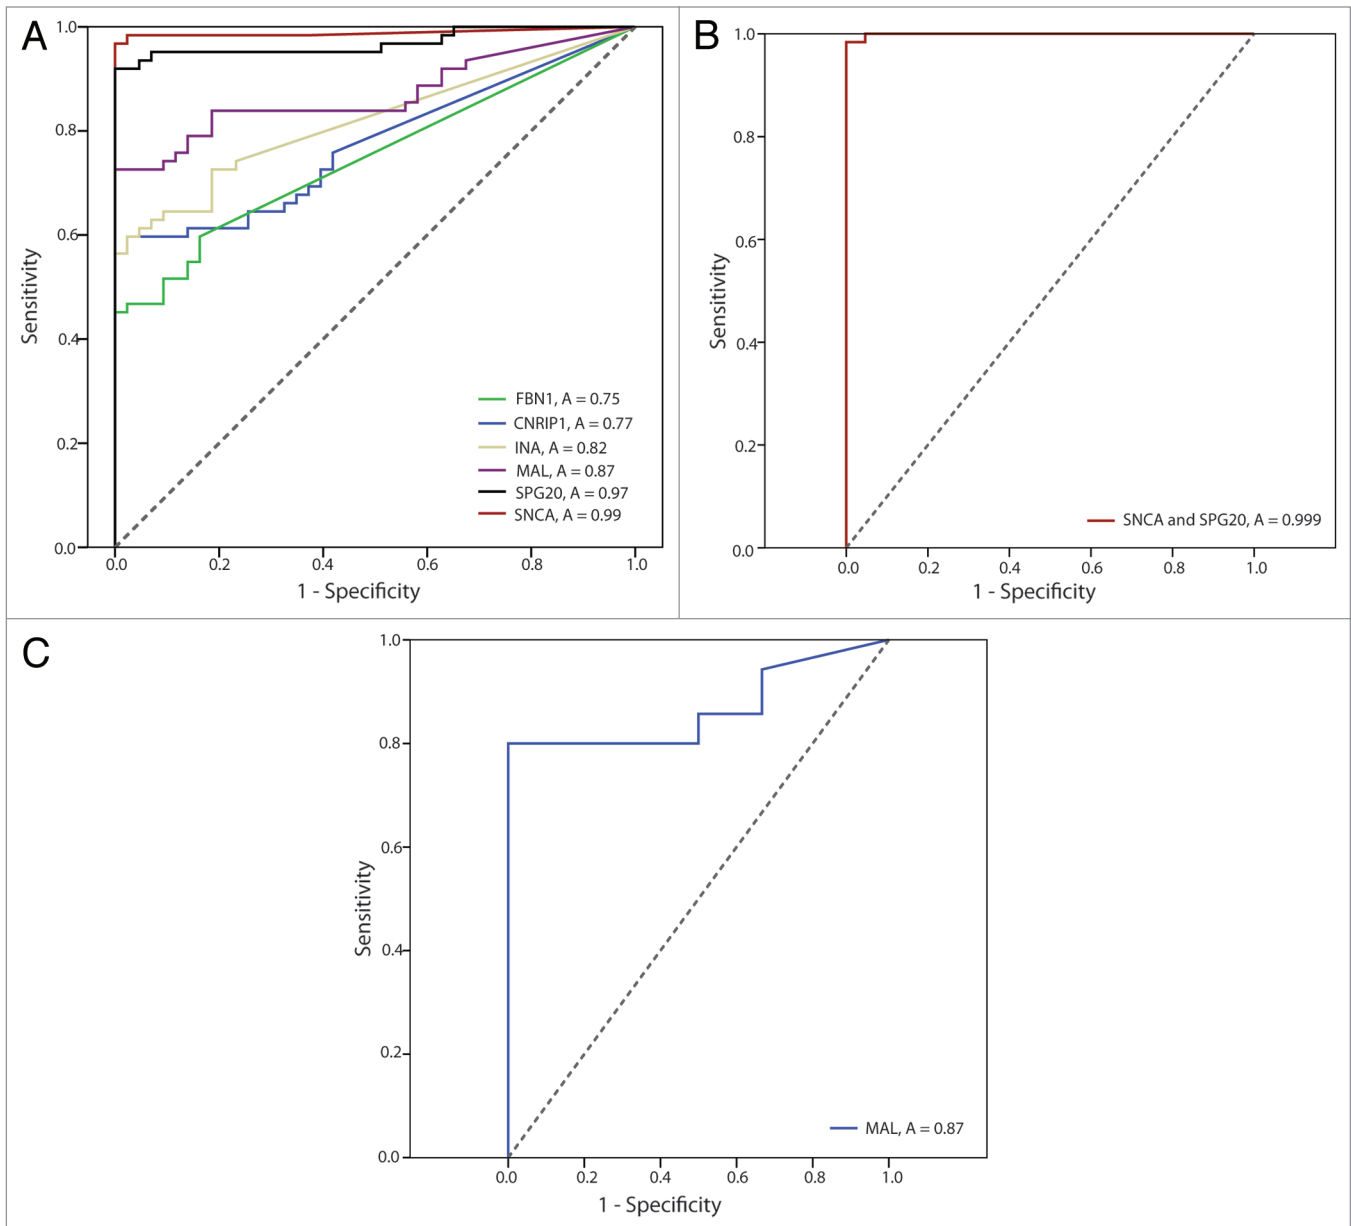 A
1.0
0.8
0.6
0.4
0.2
0.0
Sensitivity
FBN1, A = 0.75
CNRIP1, A = 0.77
INA, A = 0.82
MAL, A = 0.87
SPG20, A = 0.97
SNCA, A = 0.99
0.0 0.2 0.4 0.6 0.8 1.0
1 - Specificity
B
1.0
0.8
0.6
0.4
0.2
0.0
Sensitivity
SNCA and SPG20, A = 0.999
0.0 0.2 0.4 0.6 0.8 1.0
1 - Specificity
C
1.0
0.8
0.6
0.4
0.2
0.0
Sensitivity
MAL, A = 0.87
0.0 0.2 0.4 0.6 0.8 1.0
1 - Specificity